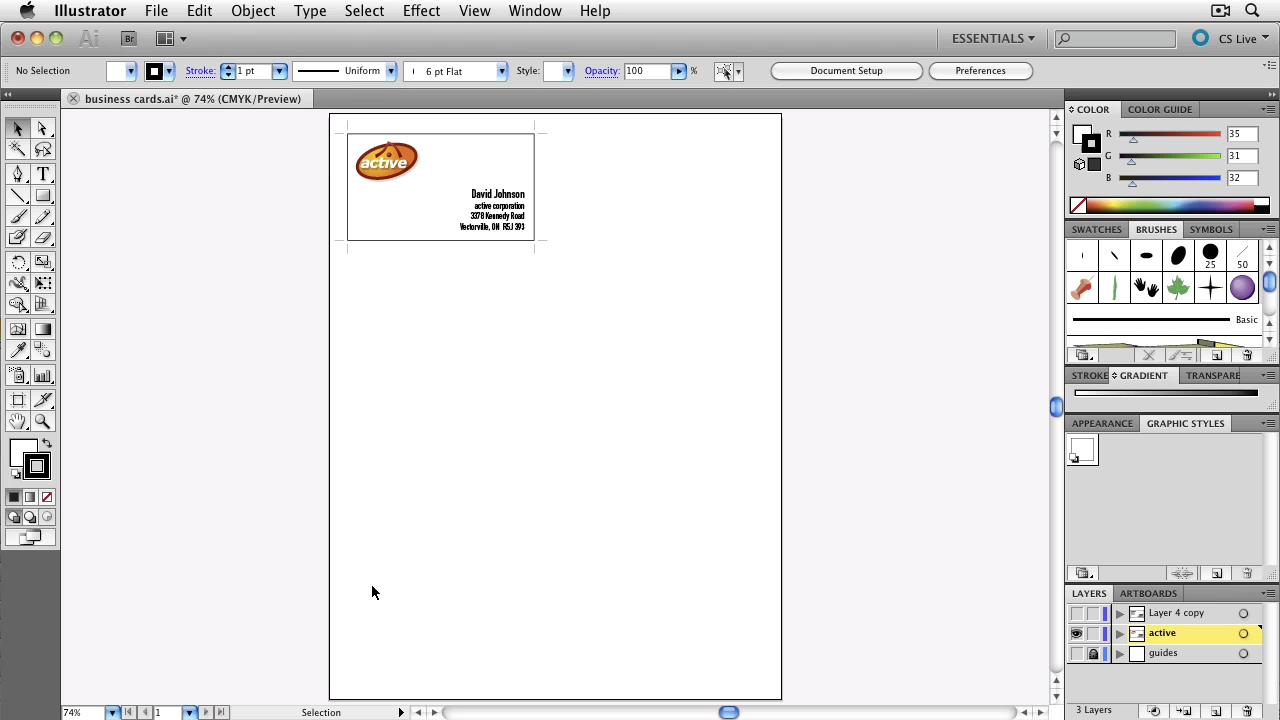 Illustrator File Edit Object Type Select Effect View Window Help
Ai Br ESSENTIALS CS Live
No Selection Stroke: 1 pt Uniform 6 pt Flat Style: Opacity: 100 % Document Setup Preferences
business cards.ai* @ 74% (CMYK/Preview)
active
David Johnson
active corporation
3378 Kennedy Road
Vectorville, ON R5J 393
COLOR COLOR GUIDE
R 35
G 31
B 32
SWATCHES BRUSHES SYMBOLS
25 50
Basic
STROKE GRADIENT TRANSPARE
APPEARANCE GRAPHIC STYLES
LAYERS ARTBOARDS
Layer 4 copy
active
guides
3 Layers
74% 1 Selection